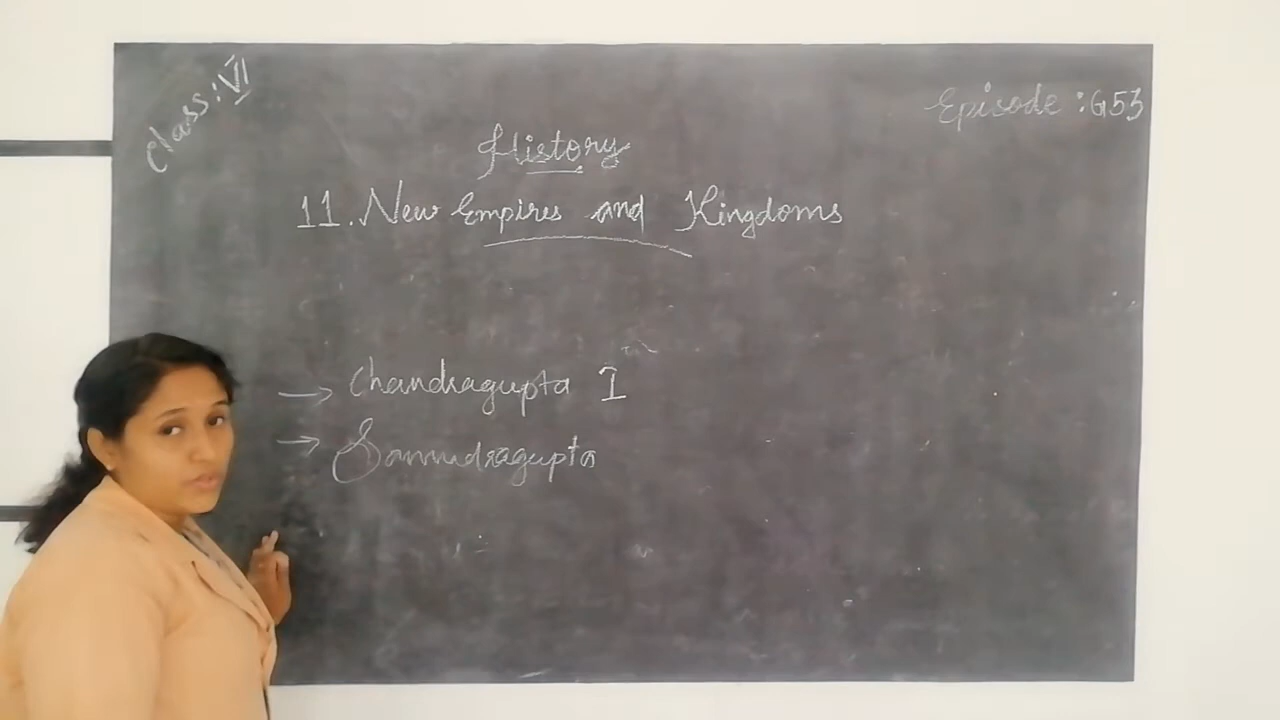 Class: VI
Episode : G53
History
11. New Empires and Kingdoms
→ Chandragupta I
→ Samudragupta